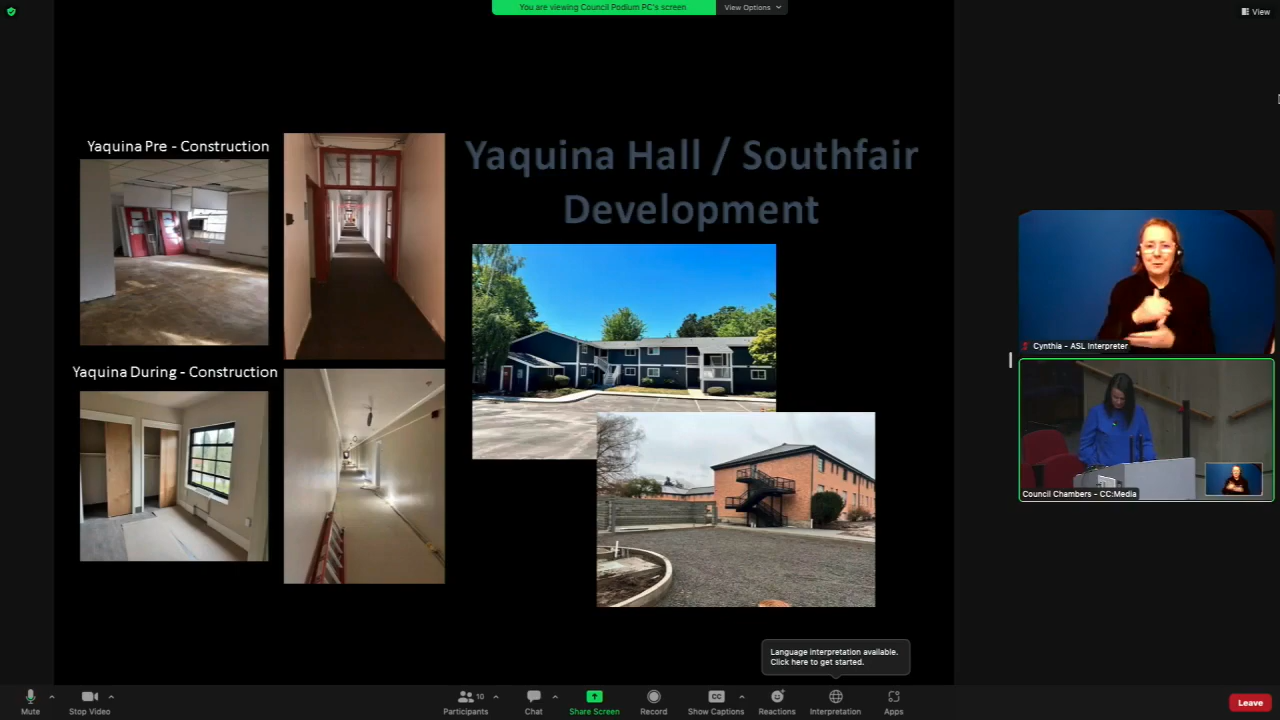 You are viewing Council Podium PC's screen
View Options
View
Yaquina Pre - Construction
Yaquina Hall / Southfair
Development
Yaquina During - Construction
Cynthia - ASL Interpreter
Council Chambers - CC:Media
Language interpretation available.
Click here to get started.
Mute
Stop Video
Participants
10
Chat
Share Screen
Record
CC
Show Captions
Reactions
Interpretation
Apps
Leave